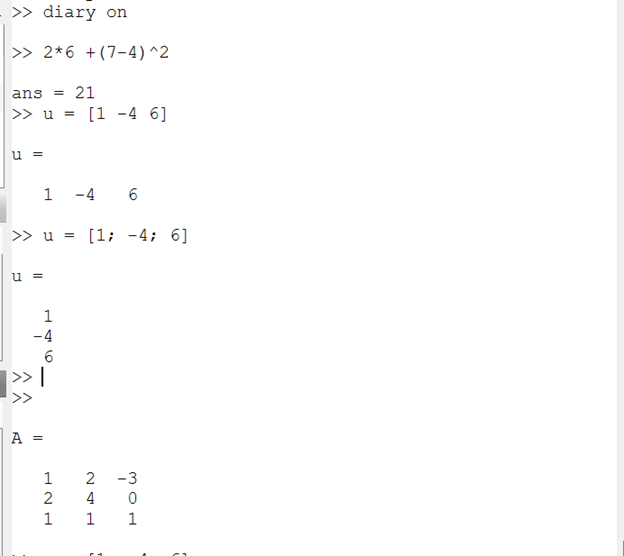 >> diary on
>> 2*6 +(7-4)^2
ans = 21
>> u = [1 -4 6]
u =
1 -4 6
>> u = [1; -4; 6]
u =
1
-4
6
>>
>>
A =
1 2 -3
2 4 0
1 1 1